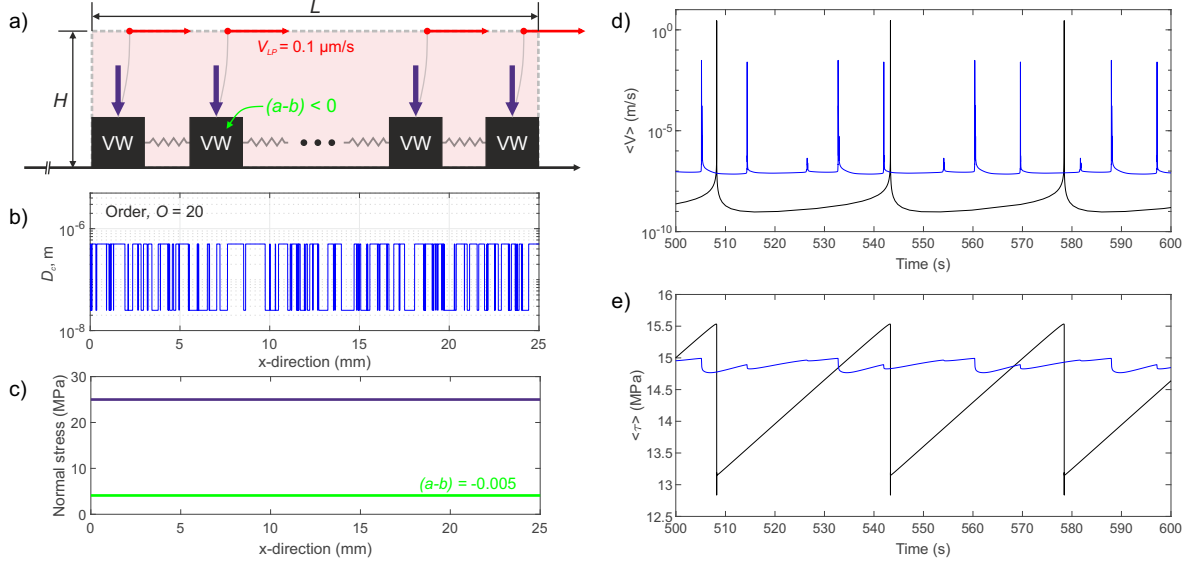 a)
L
H
V_LP = 0.1 µm/s
(a-b) < 0
VW
VW
VW
VW
b)
Order, O = 20
10^-6
10^-8
D_c, m
0 5 10 15 20 25
x-direction (mm)
c)
30
20
10
0
Normal stress (MPa)
(a-b) = -0.005
0 5 10 15 20 25
x-direction (mm)
d)
10^0
10^-5
10^-10
<V> (m/s)
500 510 520 530 540 550 560 570 580 590 600
Time (s)
e)
16
15.5
15
14.5
14
13.5
13
12.5
<τ> (MPa)
500 510 520 530 540 550 560 570 580 590 600
Time (s)